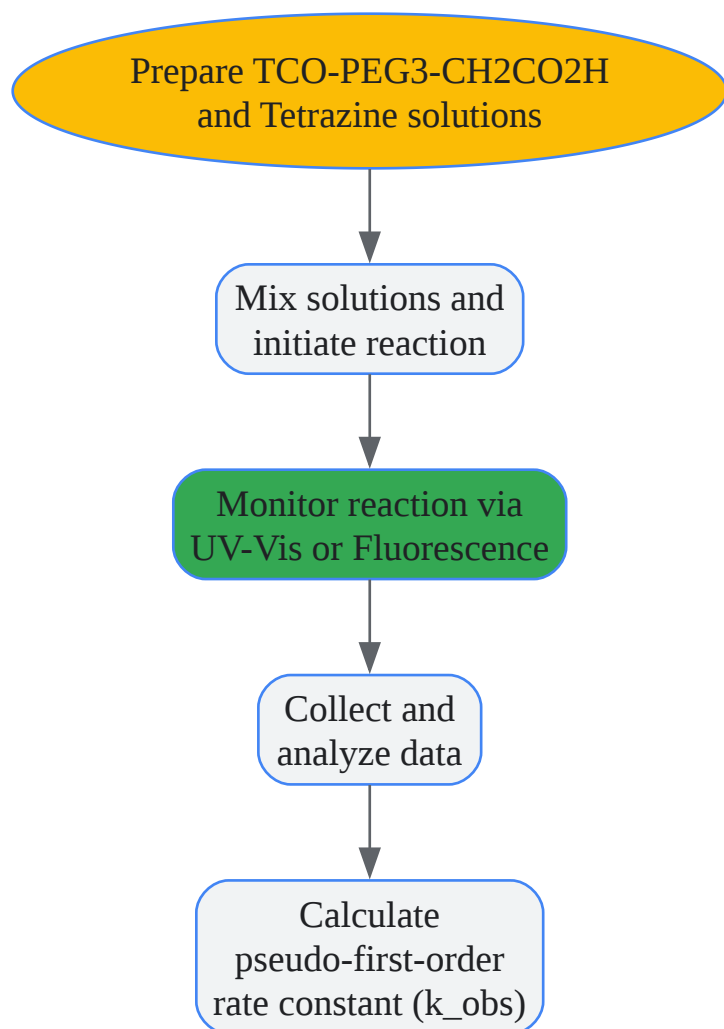 Prepare TCO-PEG3-CH2CO2H
and Tetrazine solutions
Mix solutions and
initiate reaction
Monitor reaction via
UV-Vis or Fluorescence
Collect and
analyze data
Calculate
pseudo-first-order
rate constant (k_obs)